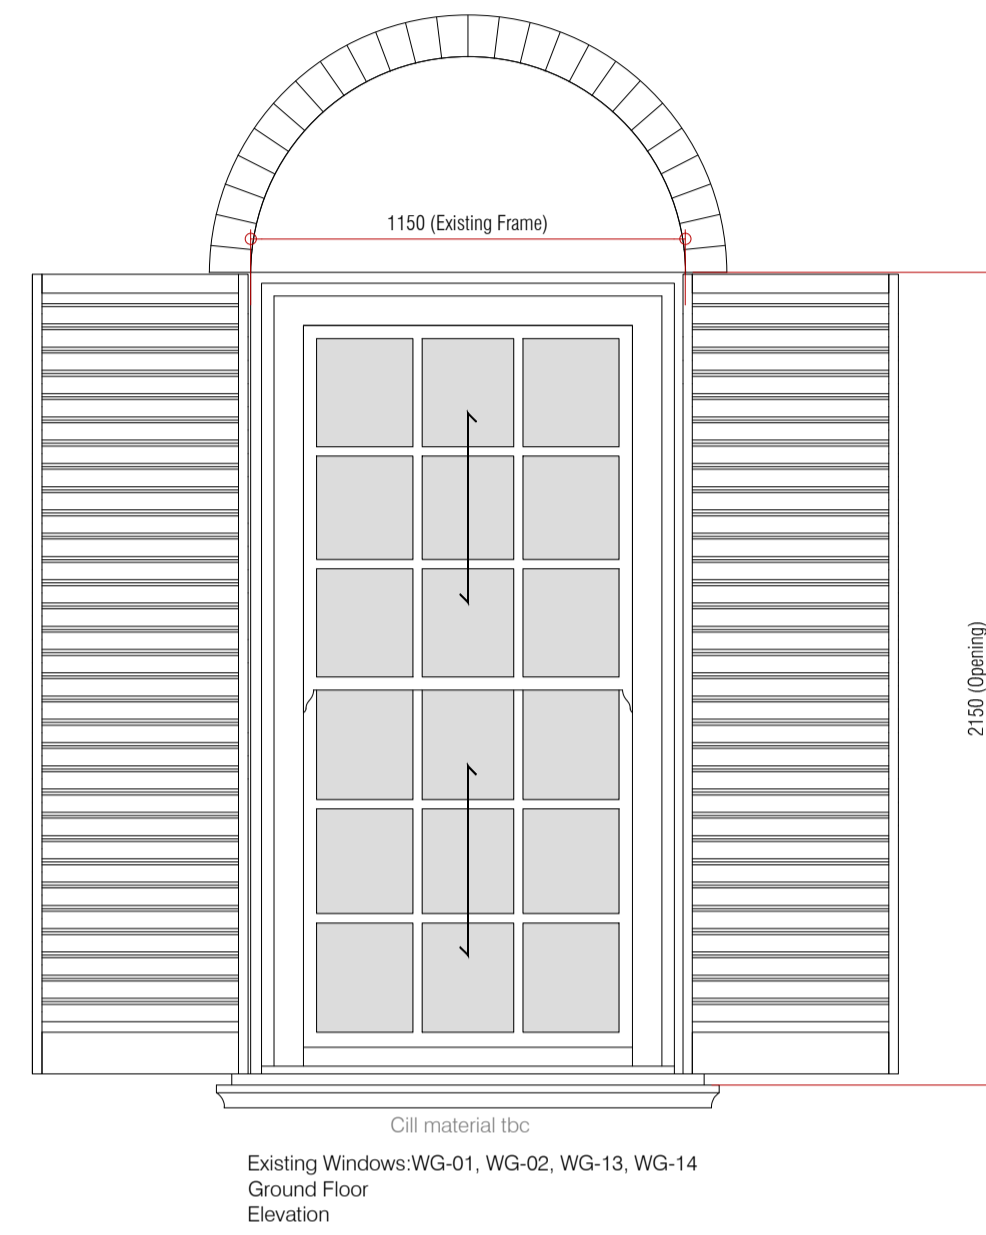 1150 (Existing Frame)
2150 (Opening)
Cill material tbc
Existing Windows:WG-01, WG-02, WG-13, WG-14
Ground Floor
Elevation